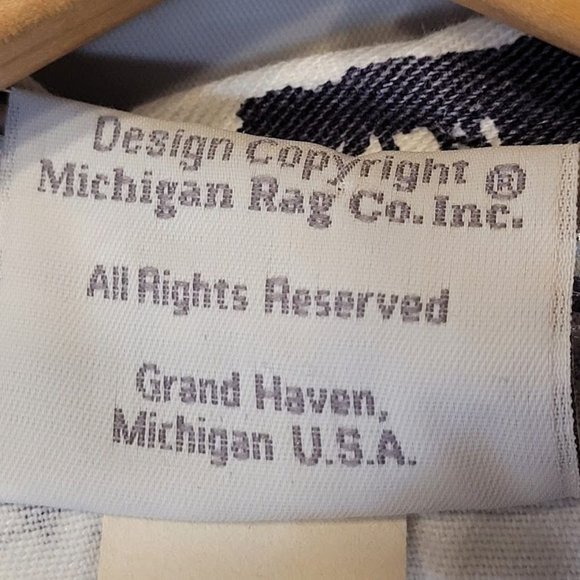 Design Copyright ®
Michigan Rag Co. Inc.
All Rights Reserved
Grand Haven,
Michigan U.S.A.